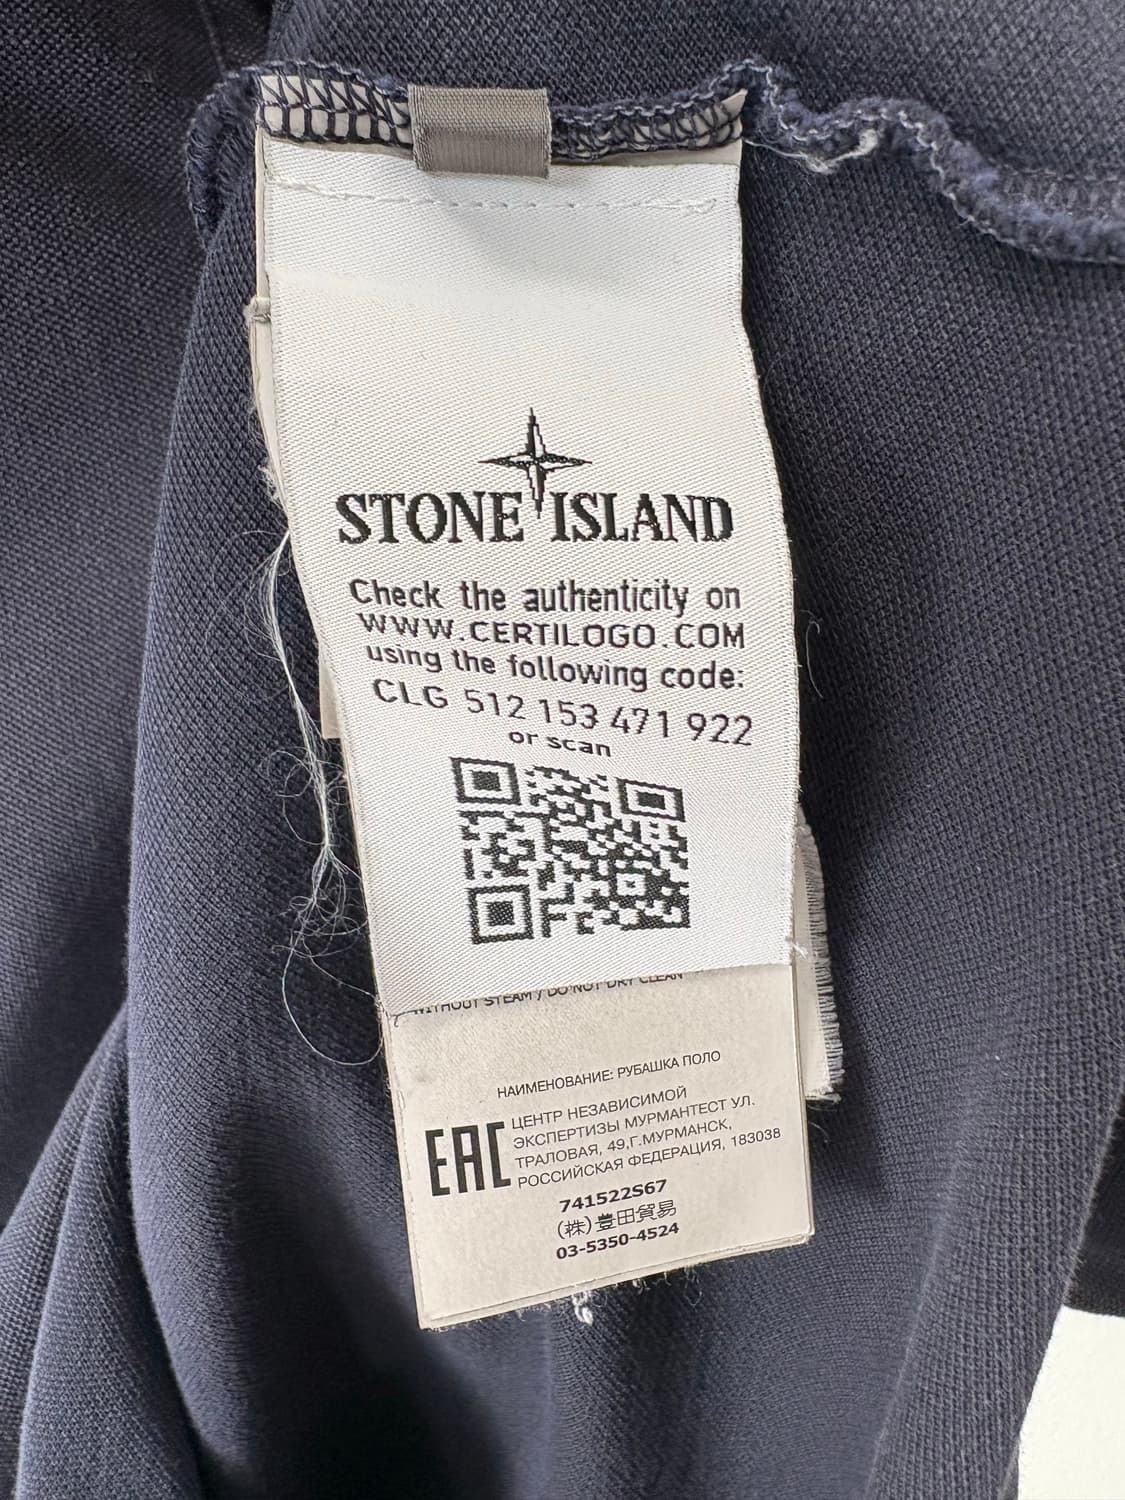 STONE ISLAND
Check the authenticity on
WWW.CERTILOGO.COM
using the following code:
CLG 512 153 471 922
or scan
WITHOUT STEAM / DO NOT DRY CLEAN
НАИМЕНОВАНИЕ: РУБАШКА ПОЛО
EAC
ЦЕНТР НЕЗАВИСИМОЙ
ЭКСПЕРТИЗЫ МУРМАНТЕСТ УЛ.
ТРАЛОВАЯ, 49,Г.МУРМАНСК,
РОССИЙСКАЯ ФЕДЕРАЦИЯ, 183038
741522S67
(株)豊田貿易
03-5350-4524